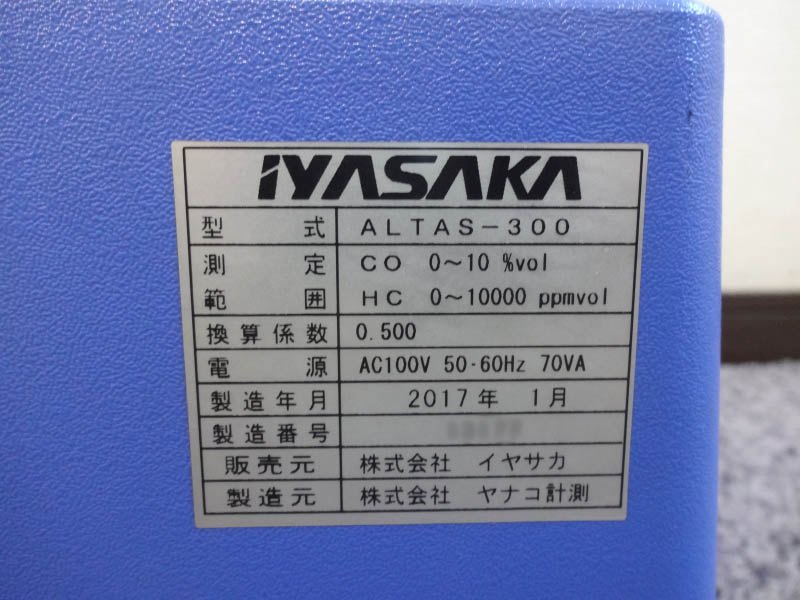 IYASAKA
型式 ALTAS-300
測定 CO 0～10 %vol
範囲 HC 0～10000 ppmvol
換算係数 0.500
電源 AC100V 50·60Hz 70VA
製造年月 2017年 1月
製造番号
販売元 株式会社 イヤサカ
製造元 株式会社 ヤナコ計測